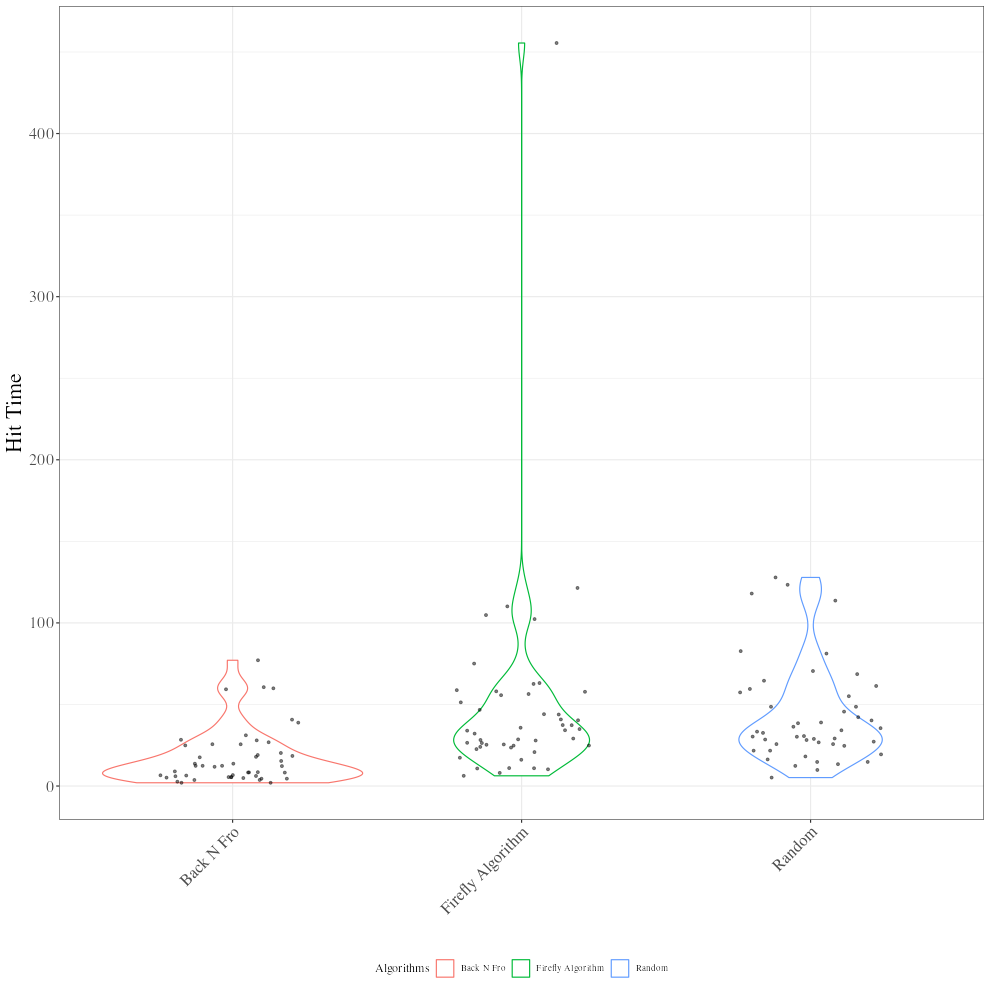 Hit Time
400
300
200
100
0
Back N Fro
Firefly Algorithm
Random
Algorithms Back N Fro Firefly Algorithm Random